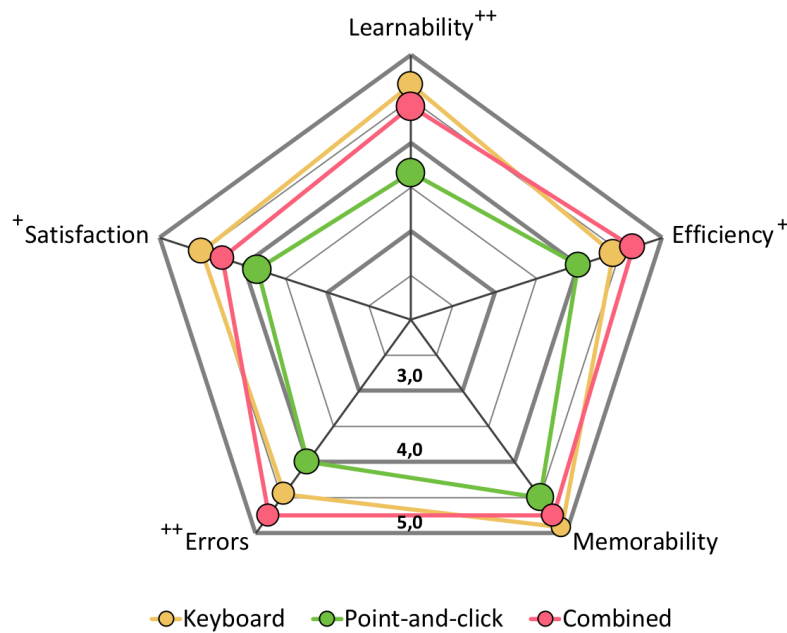 Learnability++
+Satisfaction
Efficiency+
3,0
4,0
5,0
++Errors
Memorability
Keyboard Point-and-click Combined